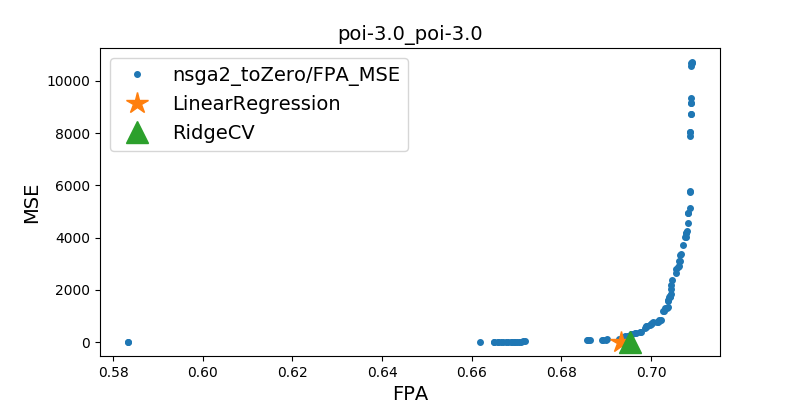 poi-3.0_poi-3.0
nsga2_toZero/FPA_MSE
LinearRegression
RidgeCV
MSE
10000
8000
6000
4000
2000
0
0.58 0.60 0.62 0.64 0.66 0.68 0.70
FPA